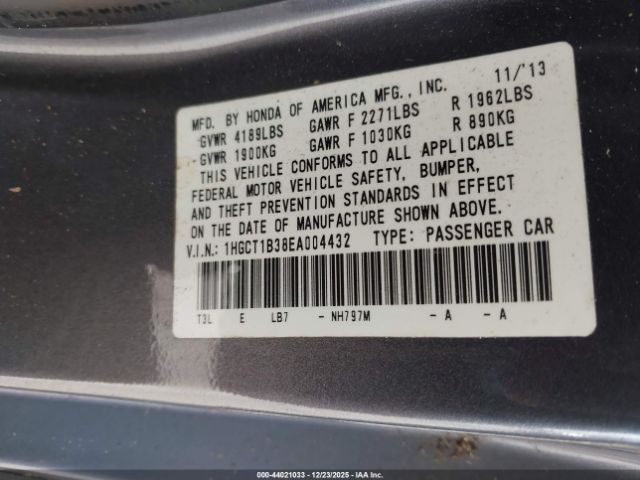 MFD. BY HONDA OF AMERICA MFG., INC. 11/'13
GVWR 4189LBS GAWR F 2271LBS R 1962LBS
GVWR 1900KG GAWR F 1030KG R 890KG
THIS VEHICLE CONFORMS TO ALL APPLICABLE
FEDERAL MOTOR VEHICLE SAFETY, BUMPER,
AND THEFT PREVENTION STANDARDS IN EFFECT
ON THE DATE OF MANUFACTURE SHOWN ABOVE.
V.I.N.: 1HGCT1B38EA004432 TYPE: PASSENGER CAR
T3L E LB7 - NH797M - A - A
000-44021033 - 12/23/2025 - IAA Inc.